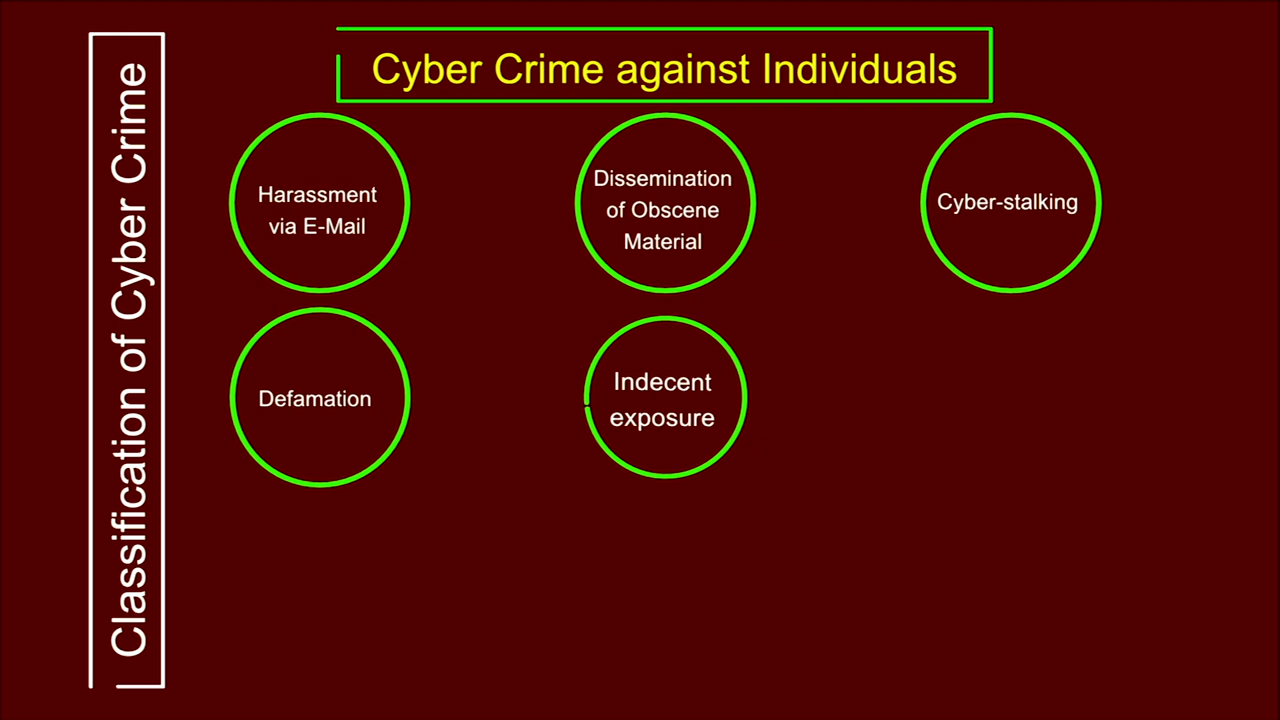 Classification of Cyber Crime
Cyber Crime against Individuals
Harassment
via E-Mail
Dissemination
of Obscene
Material
Cyber-stalking
Defamation
Indecent
exposure